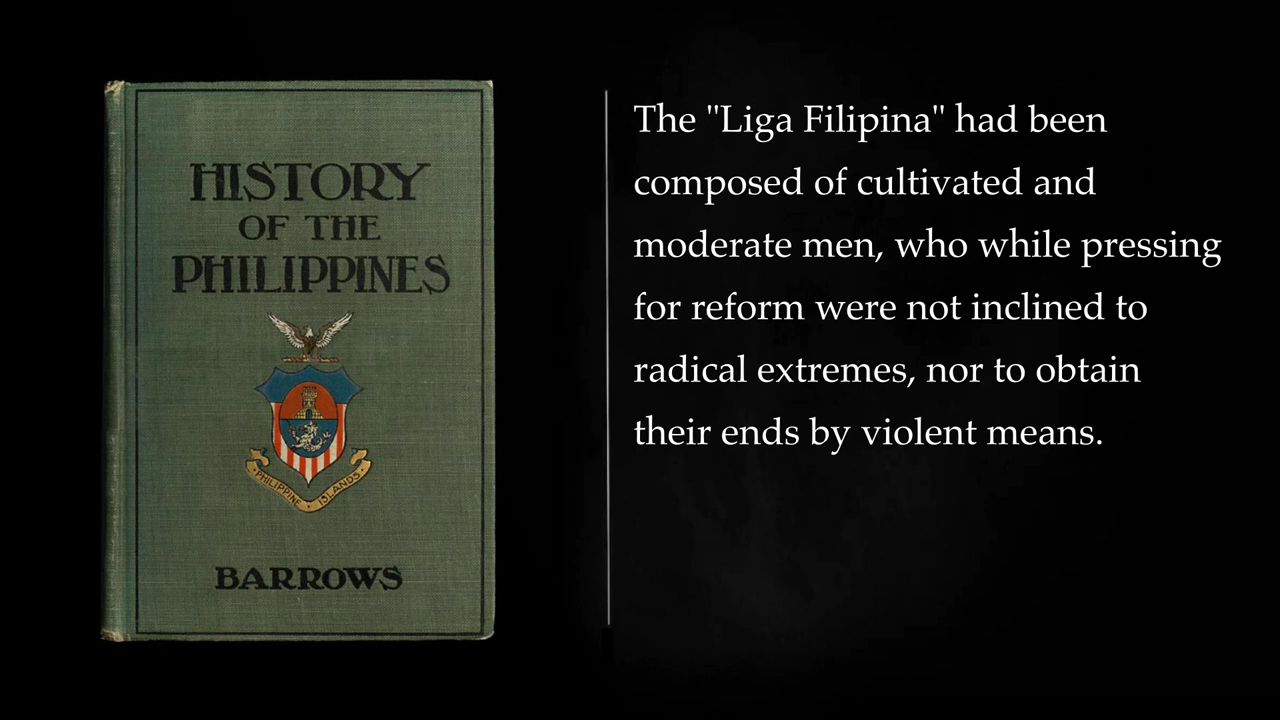 HISTORY
OF THE
PHILIPPINES
PHILIPPINE ISLANDS
BARROWS
The "Liga Filipina" had been
composed of cultivated and
moderate men, who while pressing
for reform were not inclined to
radical extremes, nor to obtain
their ends by violent means.